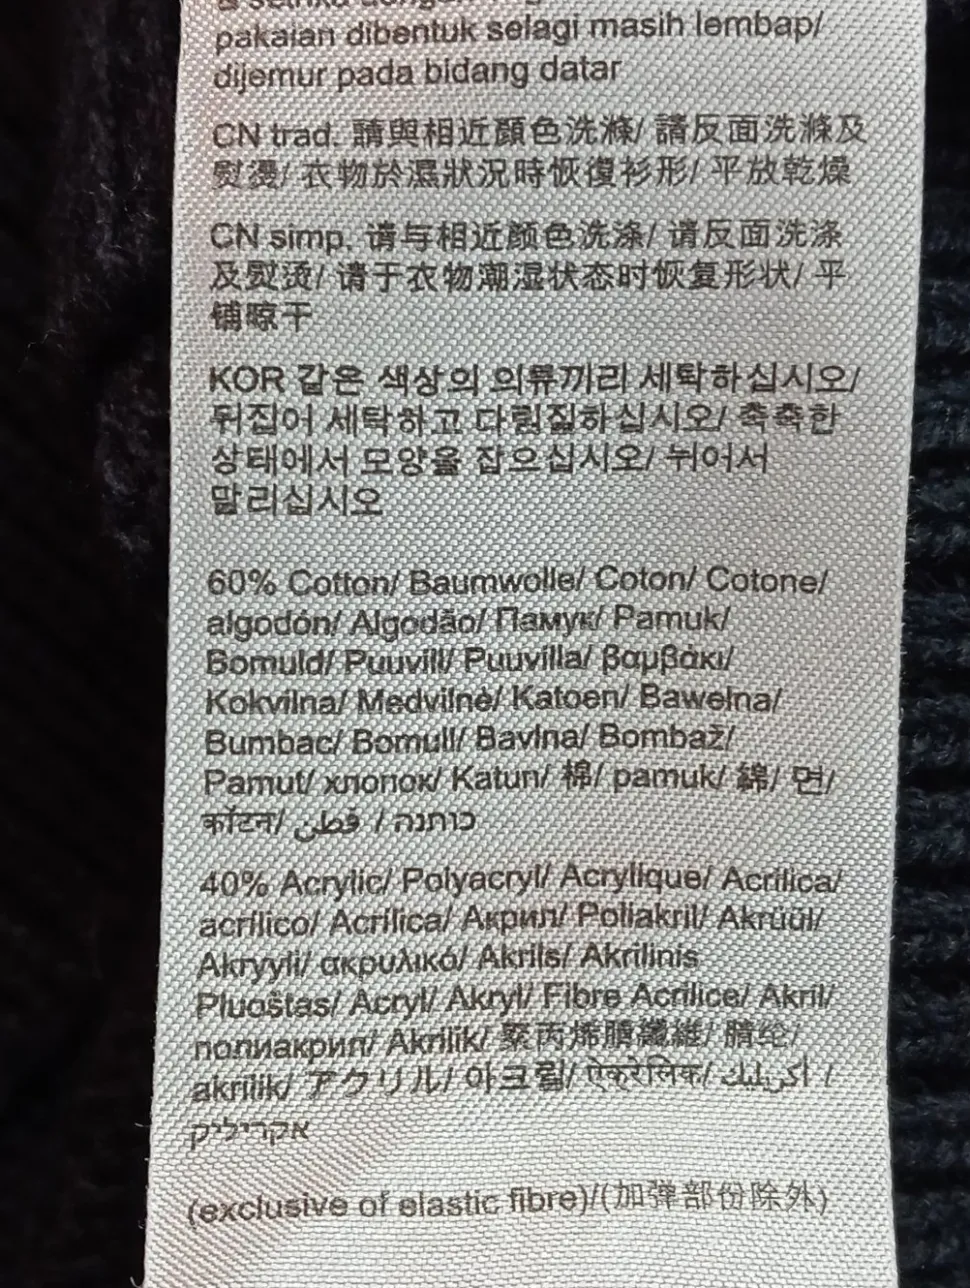 pakaian dibentuk selagi masih lembap/
dijemur pada bidang datar
CN trad. 請與相近顏色洗滌/ 請反面洗滌及
熨燙/ 衣物於濕狀況時恢復衫形/ 平放乾燥
CN simp. 请与相近颜色洗涤/ 请反面洗涤
及熨烫/ 请于衣物潮湿状态时恢复形状/ 平
铺晾干
KOR 같은 색상의 의류끼리 세탁하십시오/
뒤집어 세탁하고 다림질하십시오/ 축축한
상태에서 모양을 잡으십시오/ 뉘어서
말리십시오
60% Cotton/ Baumwolle/ Coton/ Cotone/
algodón/ Algodão/ Памук/ Pamuk/
Bomuld/ Puuvill/ Puuvilla/ βαμβάκι/
Kokvilna/ Medvilnė/ Katoen/ Bawełna/
Bumbac/ Bomull/ Bavlna/ Bombaž/
Pamut/ хлопок/ Katun/ 棉/ pamuk/ 綿/ 면/
कॉटन/ قطن / כותנה
40% Acrylic/ Polyacryl/ Acrylique/ Acrilica/
acrílico/ Acrílica/ Акрил/ Poliakril/ Akrüül/
Akryyli/ ακρυλικό/ Akrils/ Akrilinis
Pluoštas/ Acryl/ Akryl/ Fibre Acrilice/ Akril/
полиакрил/ Akrilik/ 聚丙烯腈纖維/ 腈纶/
akrilik/ アクリル/ 아크릴/ ऐक्रेलिक/ أكريليك /
אקריליק
(exclusive of elastic fibre)/(加弹部份除外)